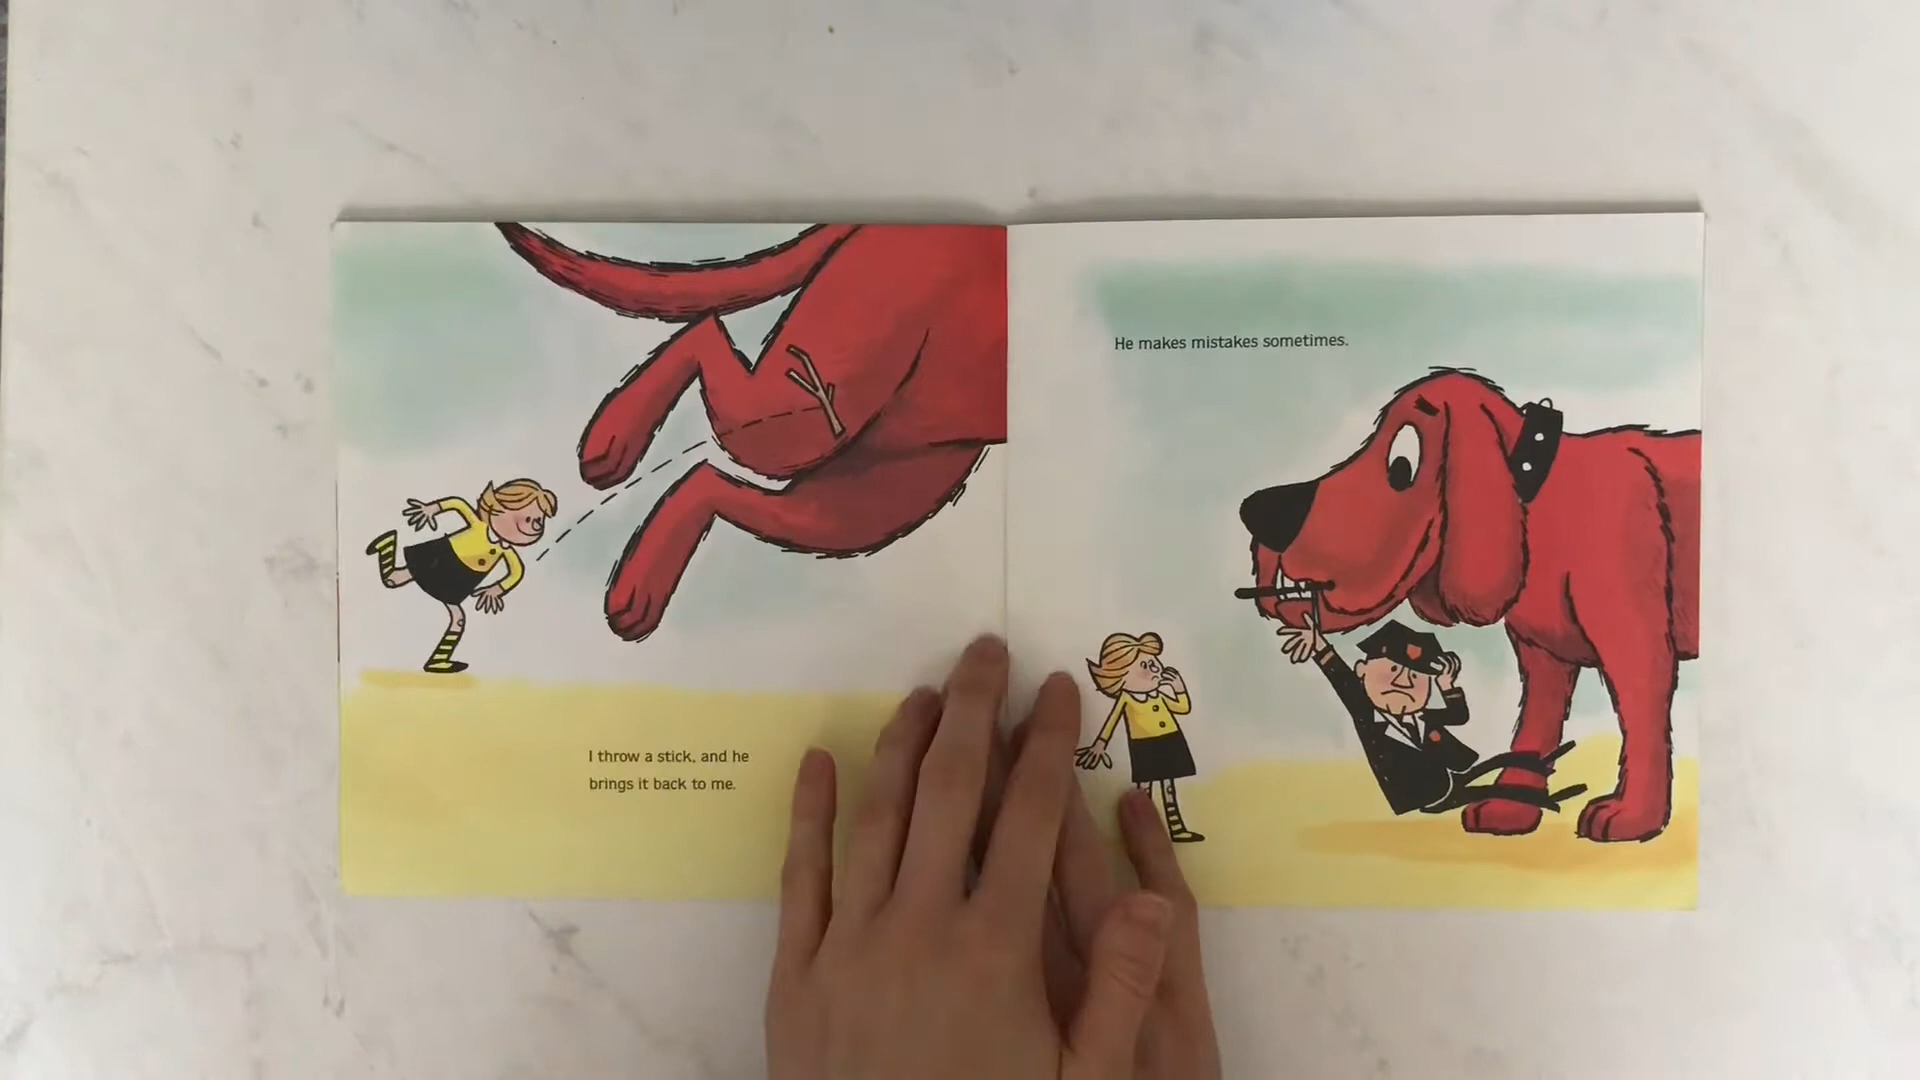 I throw a stick, and he
brings it back to me.
He makes mistakes sometimes.